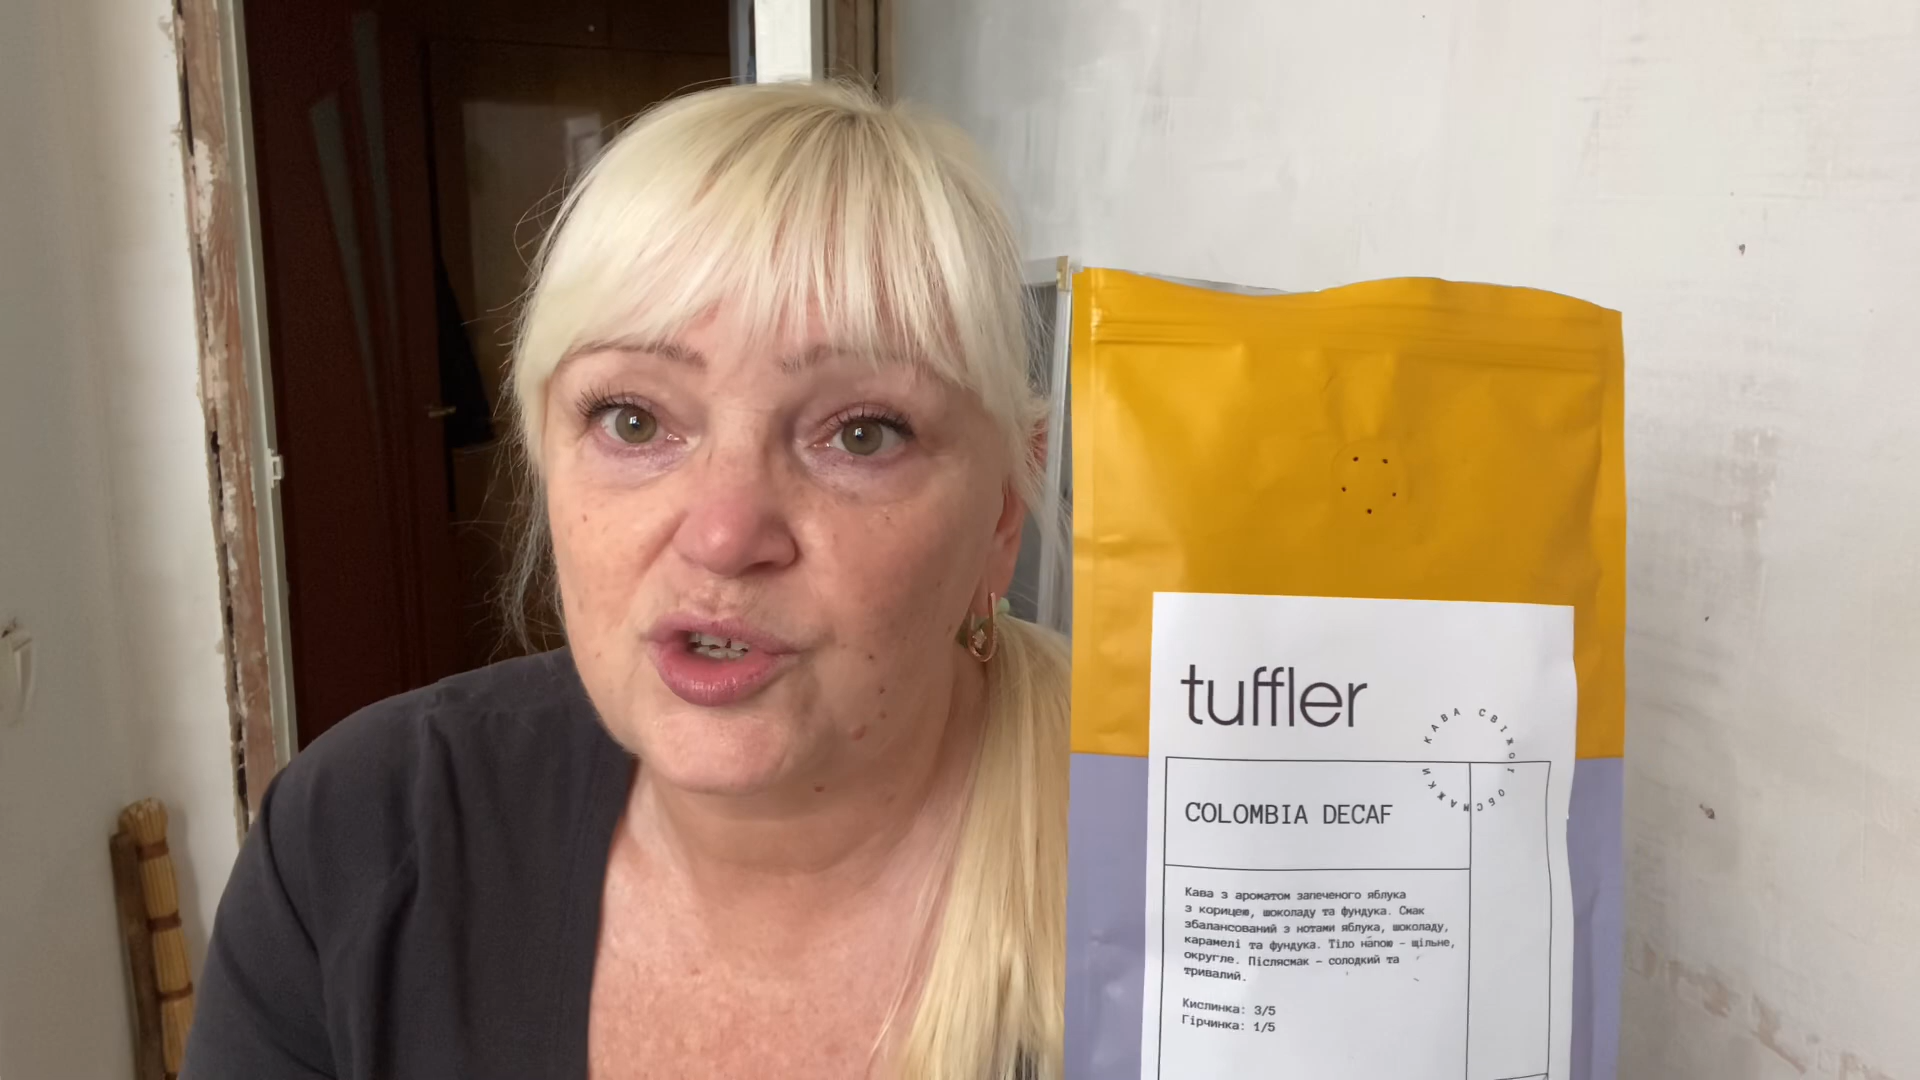 tuffler
КАВА СВІЖОЇ ОБСМАЖКИ
COLOMBIA DECAF
Кава з ароматом запеченого яблука
з корицею, шоколаду та фундука. Смак
збалансований з нотами яблука, шоколаду,
карамелі та фундука. Тіло напою – щільне,
округле. Післясмак – солодкий та
тривалий.
Кислинка: 3/5
Гірчинка: 1/5